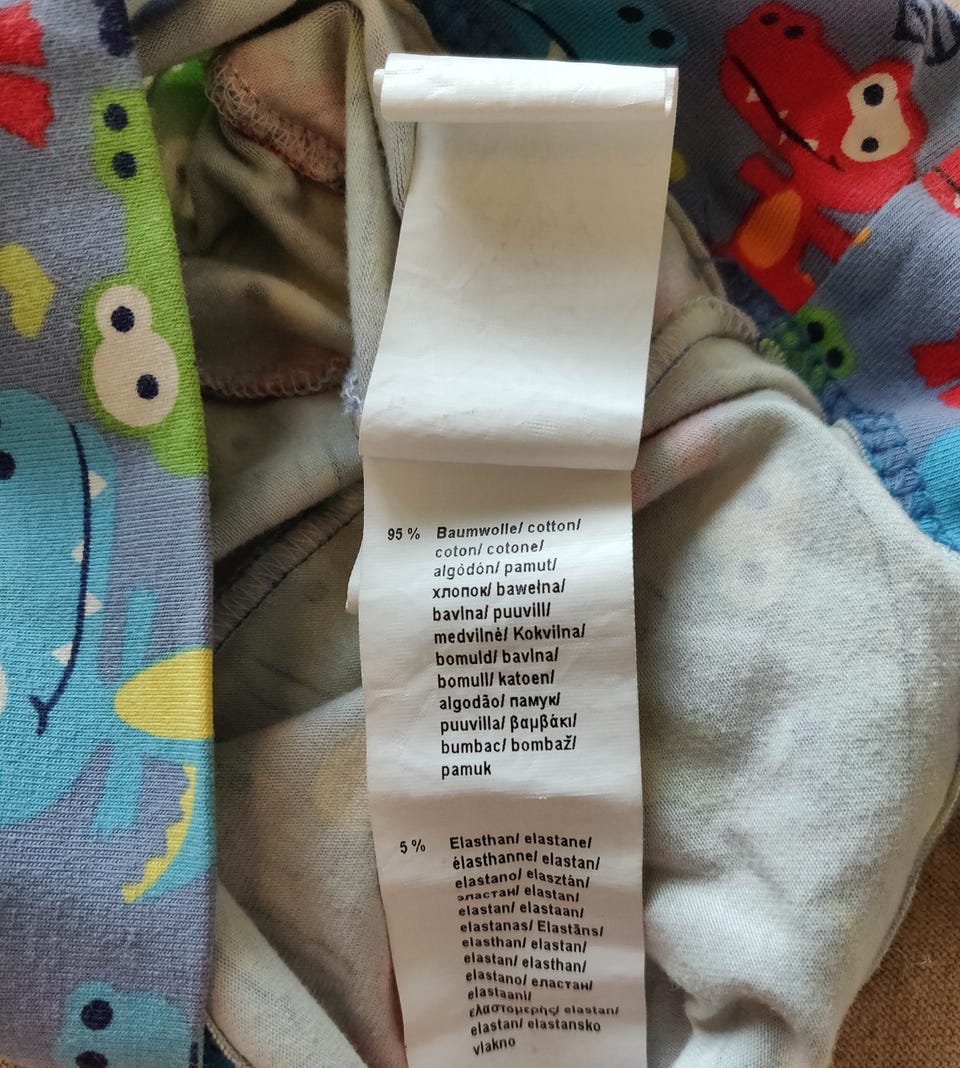 95 % Baumwolle/ cotton/
coton/ cotone/
algòdón/ pamut/
хлопок/ bawełna/
bavlna/ puuvill/
medvilnė/ Kokvilna/
bomuld/ bavlna/
bomull/ katoen/
algodão/ памук/
puuvilla/ βαμβάκι/
bumbac/ bombaž/
pamuk
5 % Elasthan/ elastane/
élasthanne/ elastan/
elastano/ elasztán/
эластан/ elastan/
elastan/ elastaan/
elastanas/ Elastāns/
elasthan/ elastan/
elastan/ elasthan/
elastano/ еластан/
elastaani/
ελαστομερής/ elastan/
elastan/ elastansko
vlakno